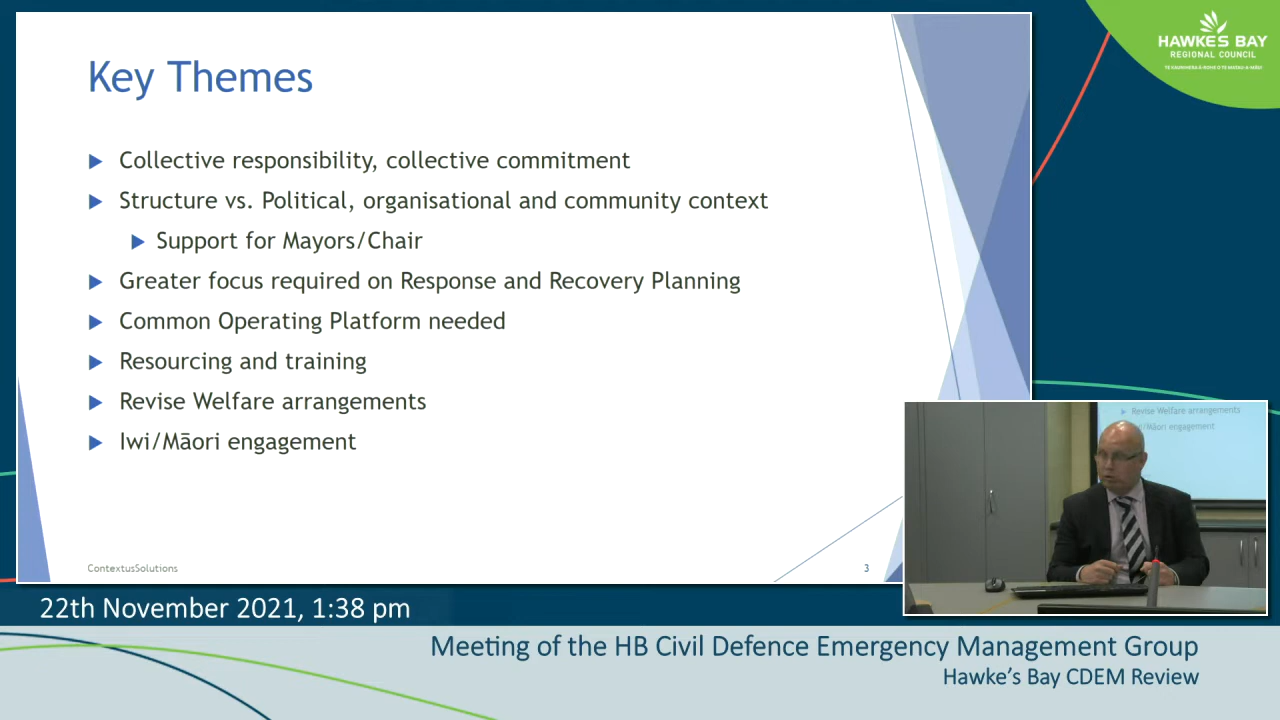 Key Themes
Collective responsibility, collective commitment
Structure vs. Political, organisational and community context
Support for Mayors/Chair
Greater focus required on Response and Recovery Planning
Common Operating Platform needed
Resourcing and training
Revise Welfare arrangements
Iwi/Māori engagement
ContextusSolutions
3
HAWKE'S BAY
REGIONAL COUNCIL
Revise Welfare arrangements
Iwi/Māori engagement
22th November 2021, 1:38 pm
Meeting of the HB Civil Defence Emergency Management Group
Hawke's Bay CDEM Review